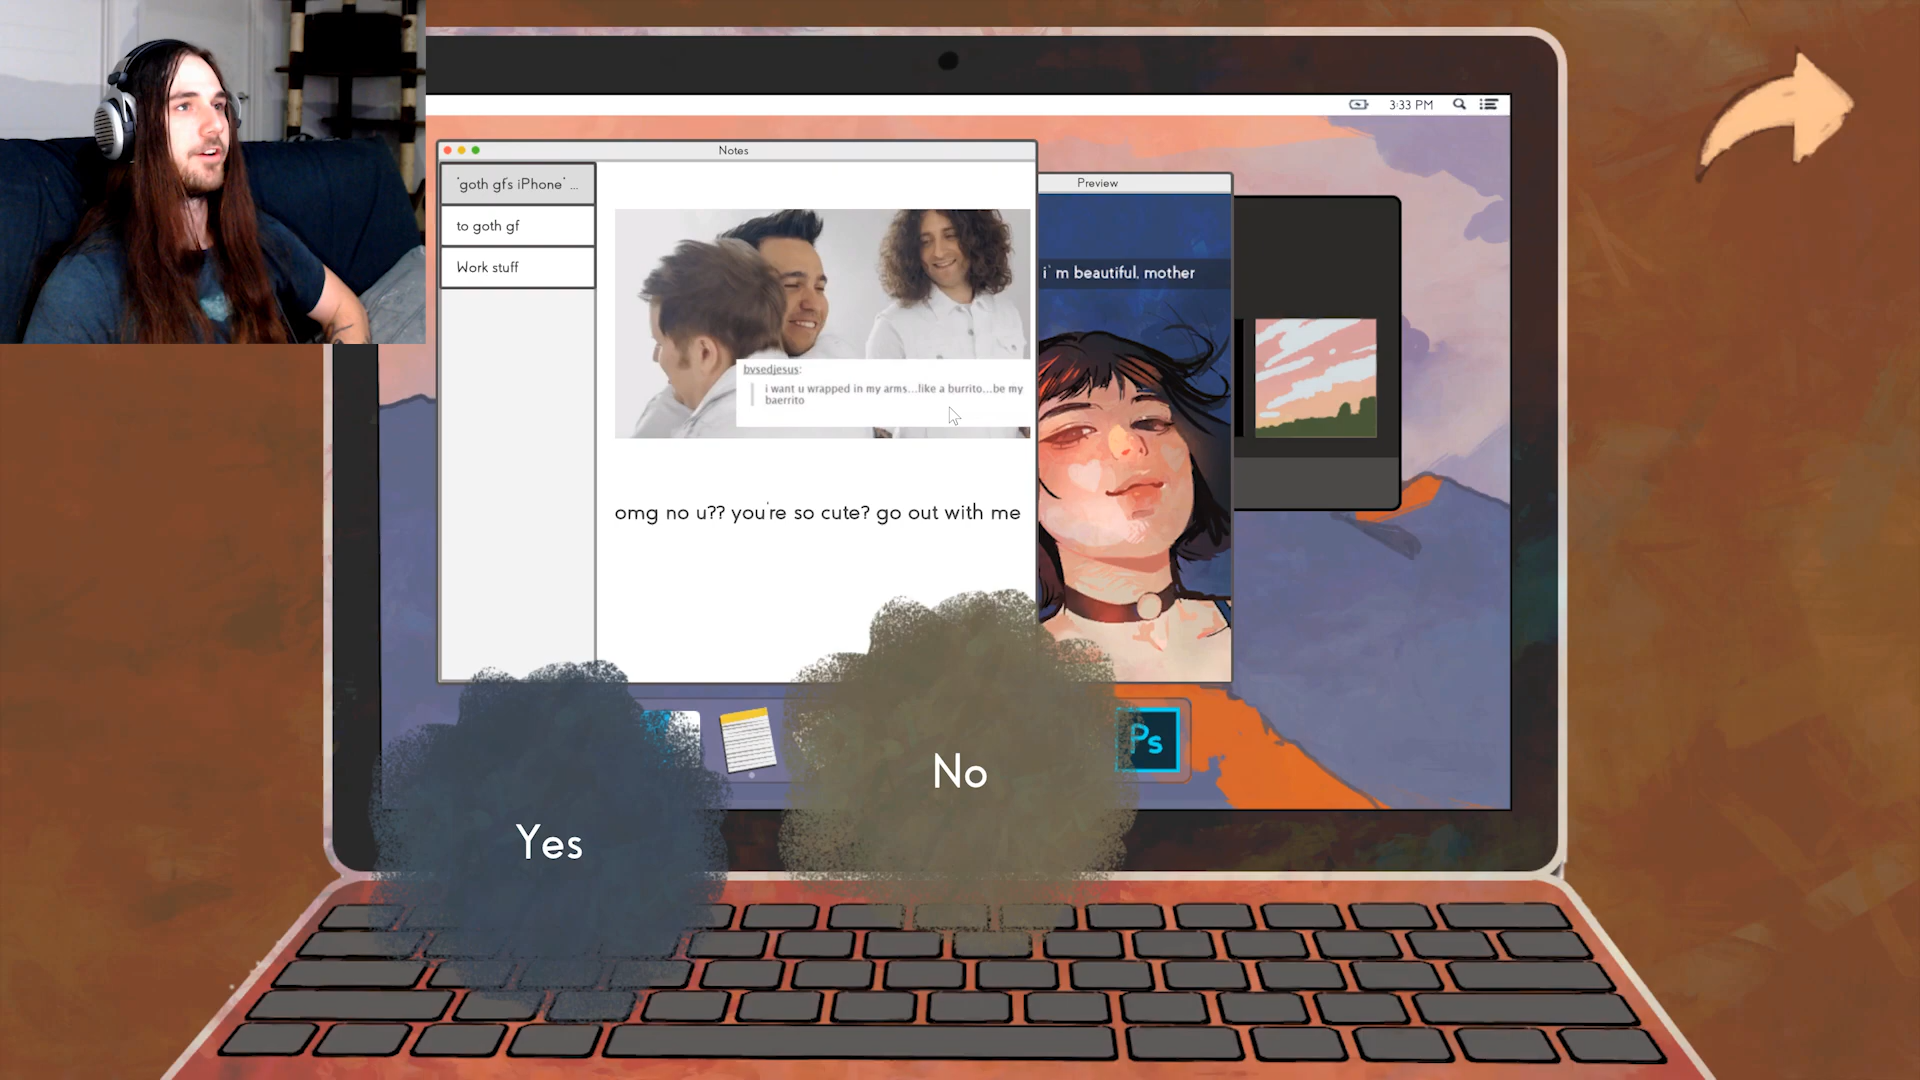 3:33 PM
Notes
"goth gfs iPhone" ...
to goth gf
Work stuff
Preview
i'm beautiful, mother
bvsedjesus:
i want u wrapped in my arms...like a burrito...be my
baerrito
omg no u?? you're so cute? go out with me
No
Yes
Ps